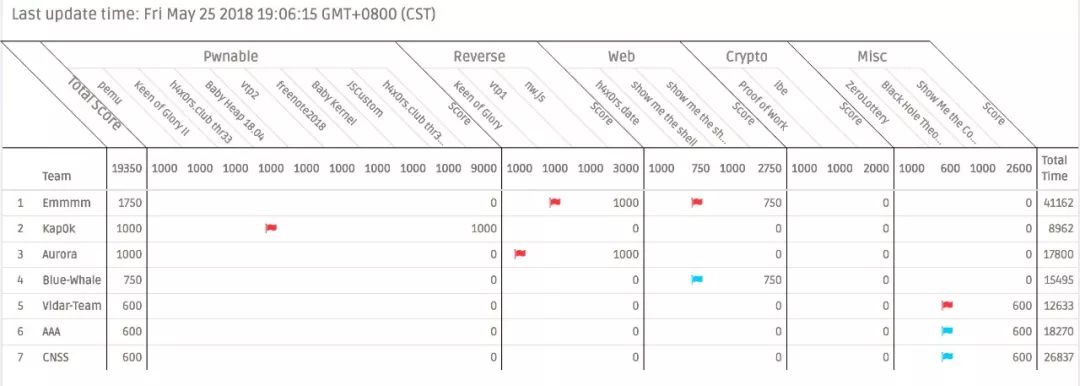 Last update time: Fri May 25 2018 19:06:15 GMT+0800 (CST)
Pwnable Reverse Web Crypto Misc
Total Score pemu Keen of Glory II h4x0rs.club thr33 Baby Heap 18.04 vtp2 freenote2018 Baby Kernel JSCustom h4x0rs.club thr3... Score Keen of Glory vtp1 nw.js Score h4x0rs.date show me the shell show me the sh... Score Proof of Work ibe Score ZeroLottery Black Hole Theo... Show Me the Co... Score
Team 19350 1000 1000 1000 1000 1000 1000 1000 1000 1000 9000 1000 1000 1000 3000 1000 750 1000 2750 1000 1000 2000 1000 600 1000 2600 Total Time
1 Emmmm 1750 0 1000 750 0 0 41162
2 Kap0k 1000 1000 0 0 0 0 8962
3 Aurora 1000 0 1000 0 0 0 17800
4 Blue-Whale 750 0 0 750 0 0 15495
5 Vidar-Team 600 0 0 0 0 600 12633
6 AAA 600 0 0 0 0 600 18270
7 CNSS 600 0 0 0 0 600 26837